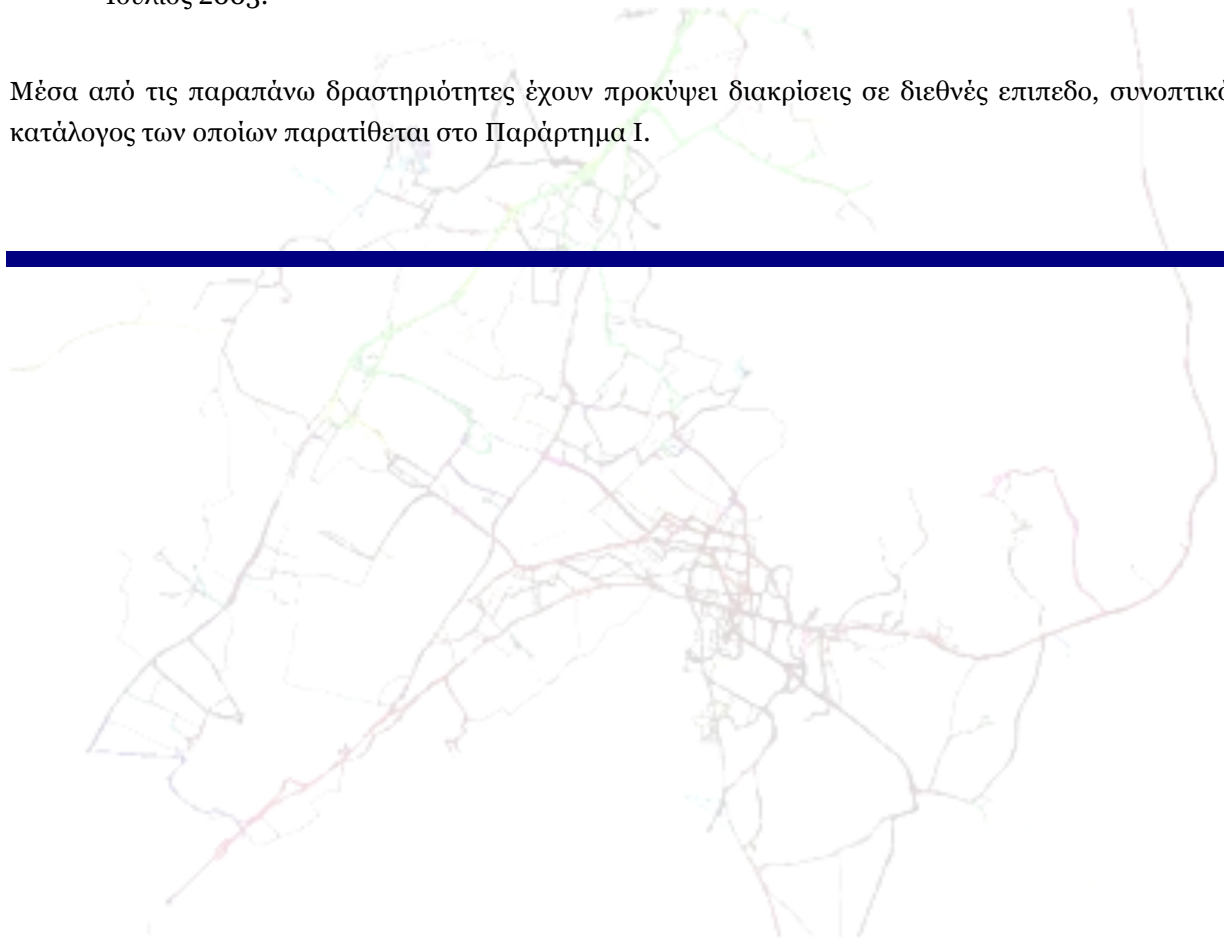 Ιούλιος 2003.
Μέσα από τις παραπάνω δραστηριότητες έχουν προκύψει διακρίσεις σε διεθνές επιπεδο, συνοπτικό
κατάλογος των οποίων παρατίθεται στο Παράρτημα Ι.